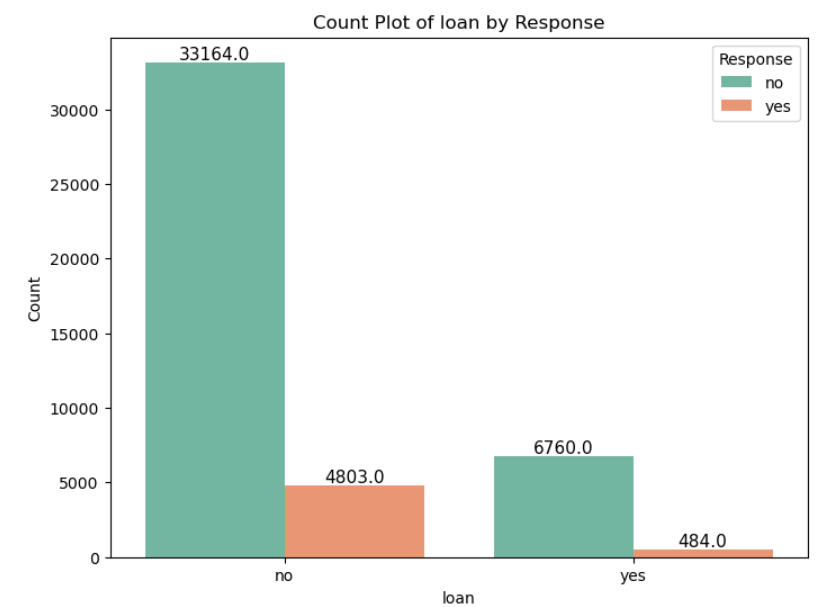 Count Plot of loan by Response
33164.0
4803.0
6760.0
484.0
Response
no
yes
30000
25000
20000
15000
10000
5000
0
Count
no
yes
loan